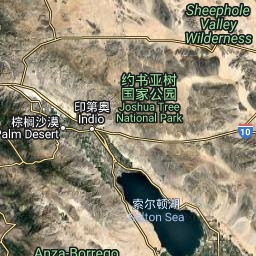 Sheephole
Valley
Wilderness
约书亚树
国家公园
Joshua Tree
National Park
印第奥
Indio
棕榈沙漠
Palm Desert
10
索尔顿湖
Salton Sea
Anza-Borrego